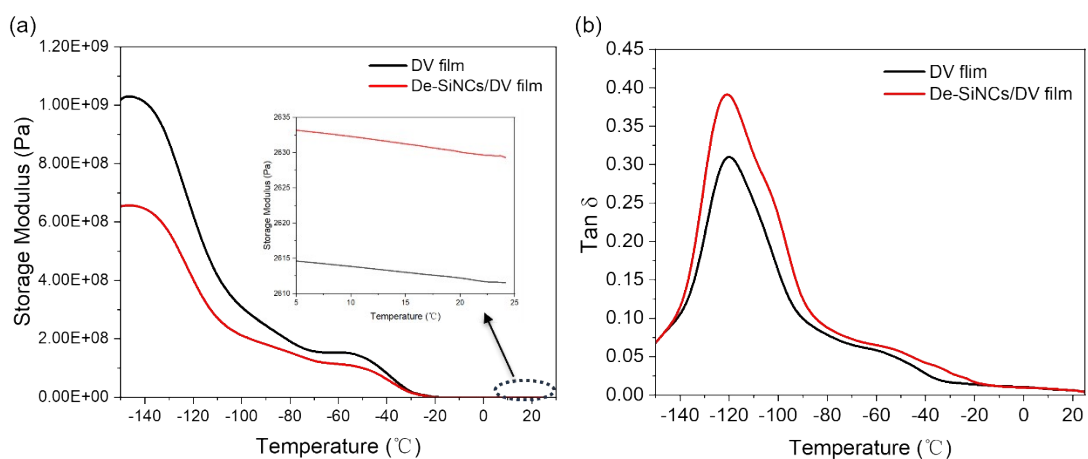 (a)
1.20E+09
1.00E+09
8.00E+08
6.00E+08
4.00E+08
2.00E+08
0.00E+00
Storage Modulus (Pa)
-140 -120 -100 -80 -60 -40 -20 0 20
Temperature (℃)
DV film
De-SiNCs/DV film
2635
2630
2625
2620
2615
2610
Storage Modulus (Pa)
5 10 15 20 25
Temperature (℃)
(b)
0.45
0.40
0.35
0.30
0.25
0.20
0.15
0.10
0.05
0.00
Tan δ
-140 -120 -100 -80 -60 -40 -20 0 20
Temperature (℃)
DV flim
De-SiNCs/DV film